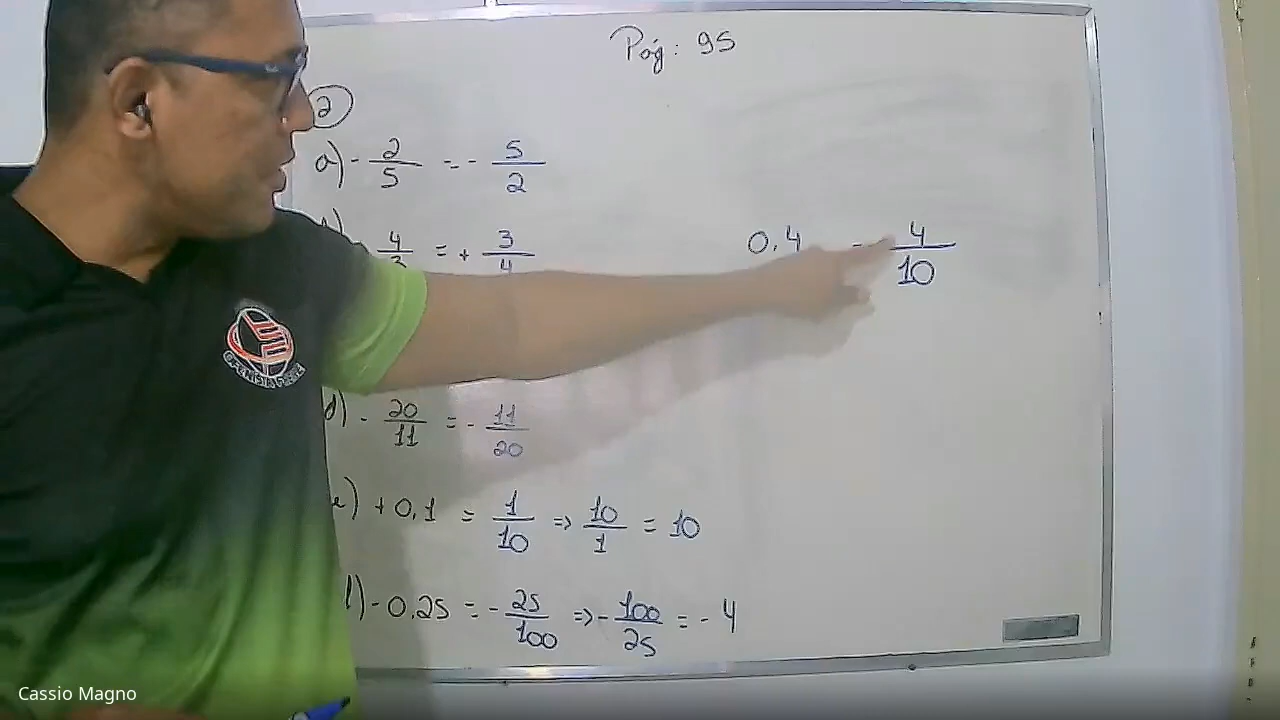 Pág: 95
2
a) - 2/5 = - 5/2
4/3 = + 3/4
0,4 = 4/10
d) - 20/11 = - 11/20
e) + 0,1 = 1/10 => 10/1 = 10
) - 0,25 = - 25/100 => - 100/25 = - 4
Cassio Magno